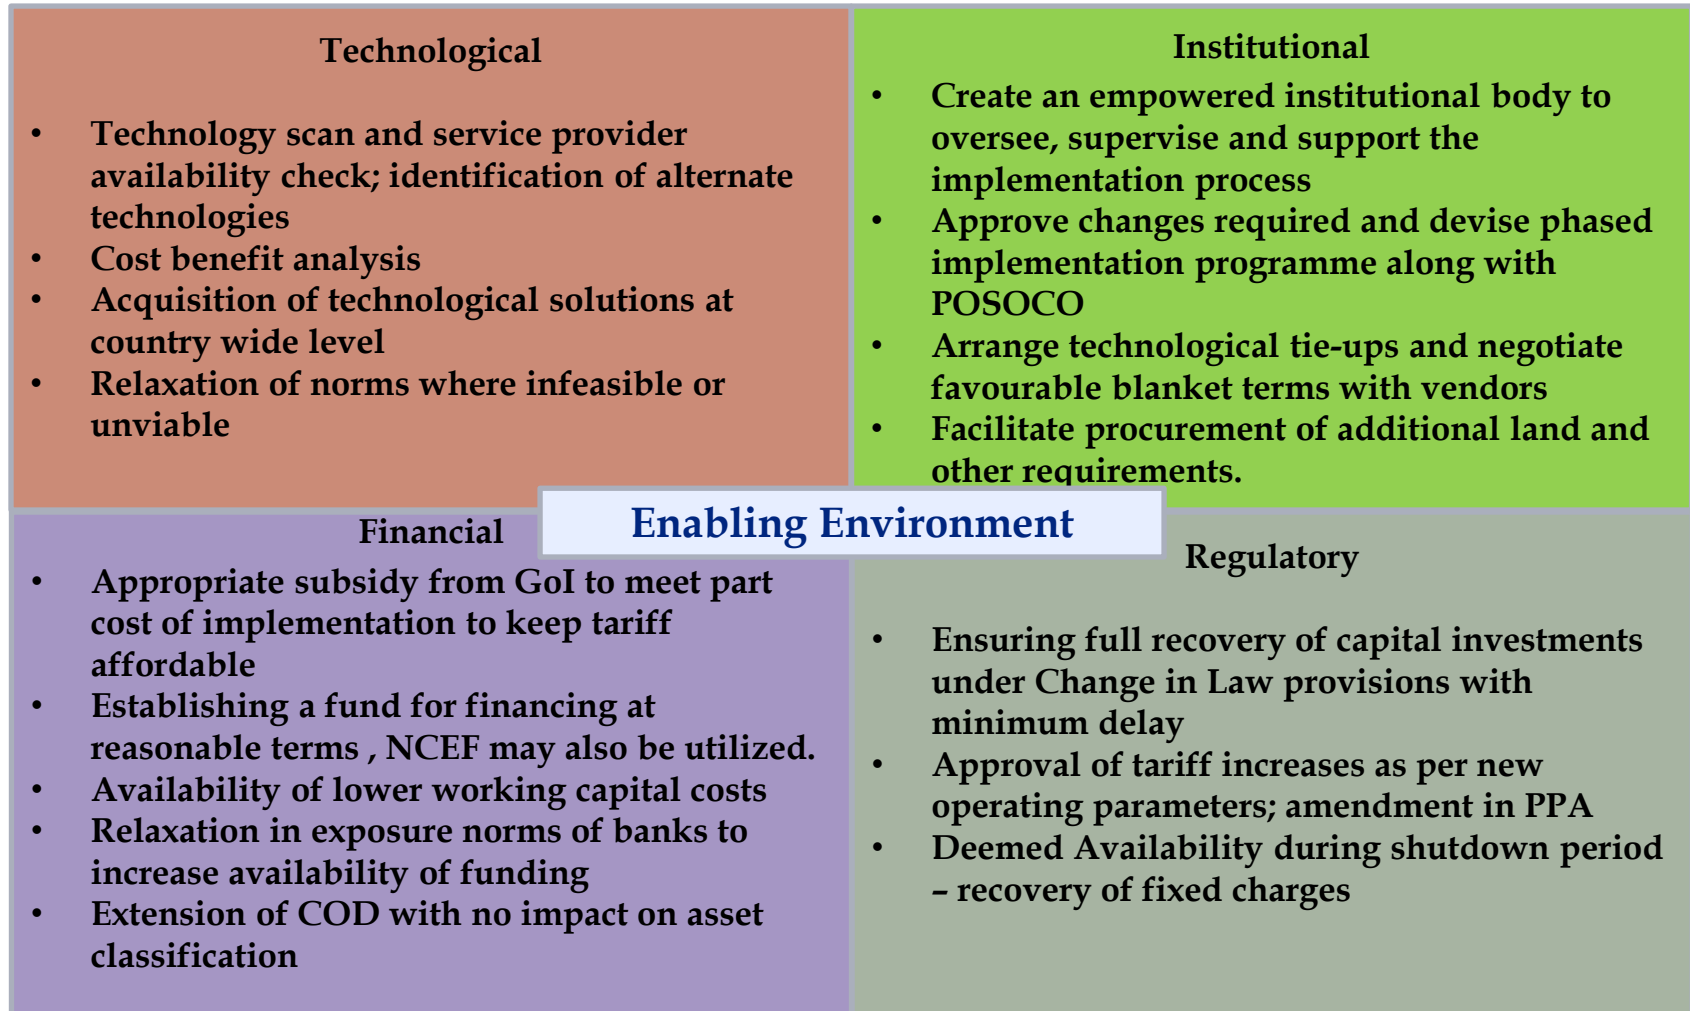 Technological
• Technology scan and service provider
availability check; identification of alternate
technologies
• Cost benefit analysis
• Acquisition of technological solutions at
country wide level
• Relaxation of norms where infeasible or
unviable
Institutional
• Create an empowered institutional body to
oversee, supervise and support the
implementation process
• Approve changes required and devise phased
implementation programme along with
POSOCO
• Arrange technological tie-ups and negotiate
favourable blanket terms with vendors
• Facilitate procurement of additional land and
other requirements.
Enabling Environment
Financial
• Appropriate subsidy from GoI to meet part
cost of implementation to keep tariff
affordable
• Establishing a fund for financing at
reasonable terms , NCEF may also be utilized.
• Availability of lower working capital costs
• Relaxation in exposure norms of banks to
increase availability of funding
• Extension of COD with no impact on asset
classification
Regulatory
• Ensuring full recovery of capital investments
under Change in Law provisions with
minimum delay
• Approval of tariff increases as per new
operating parameters; amendment in PPA
• Deemed Availability during shutdown period
– recovery of fixed charges